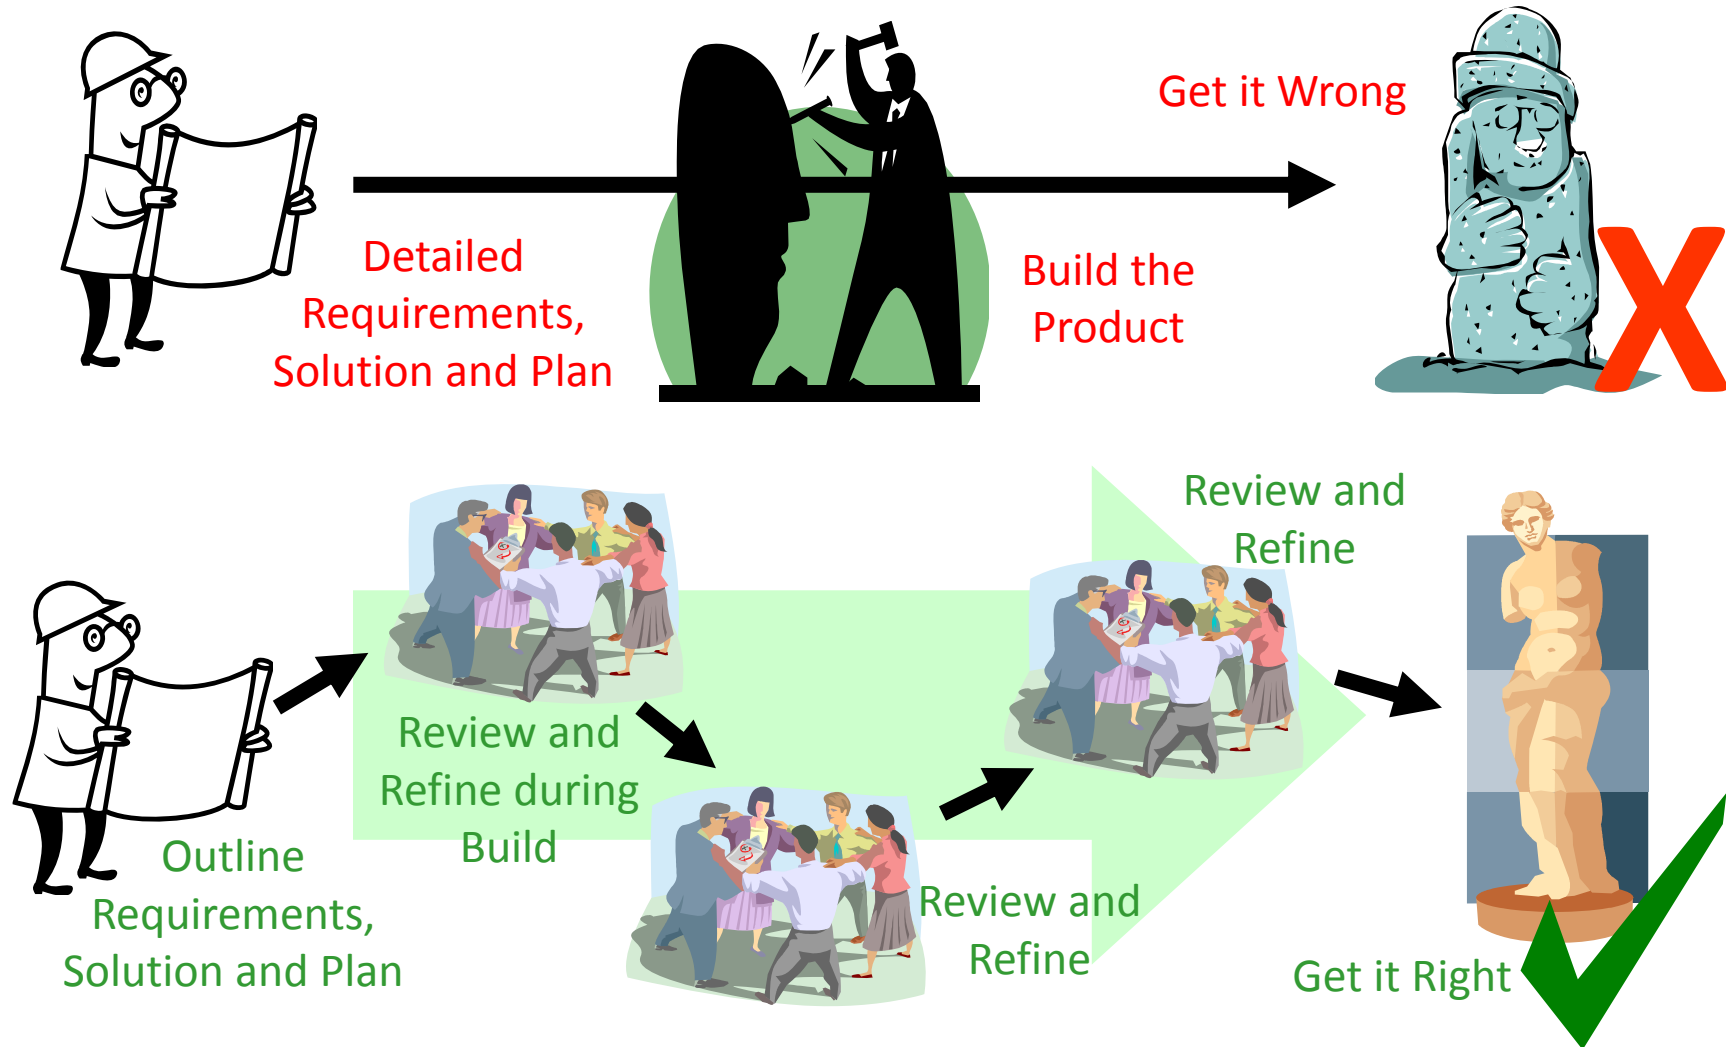 Get it Wrong
Detailed
Requirements,
Solution and Plan
Build the
Product
X
Review and
Refine
Review and
Refine during
Build
Outline
Requirements,
Solution and Plan
Review and
Refine
Get it Right